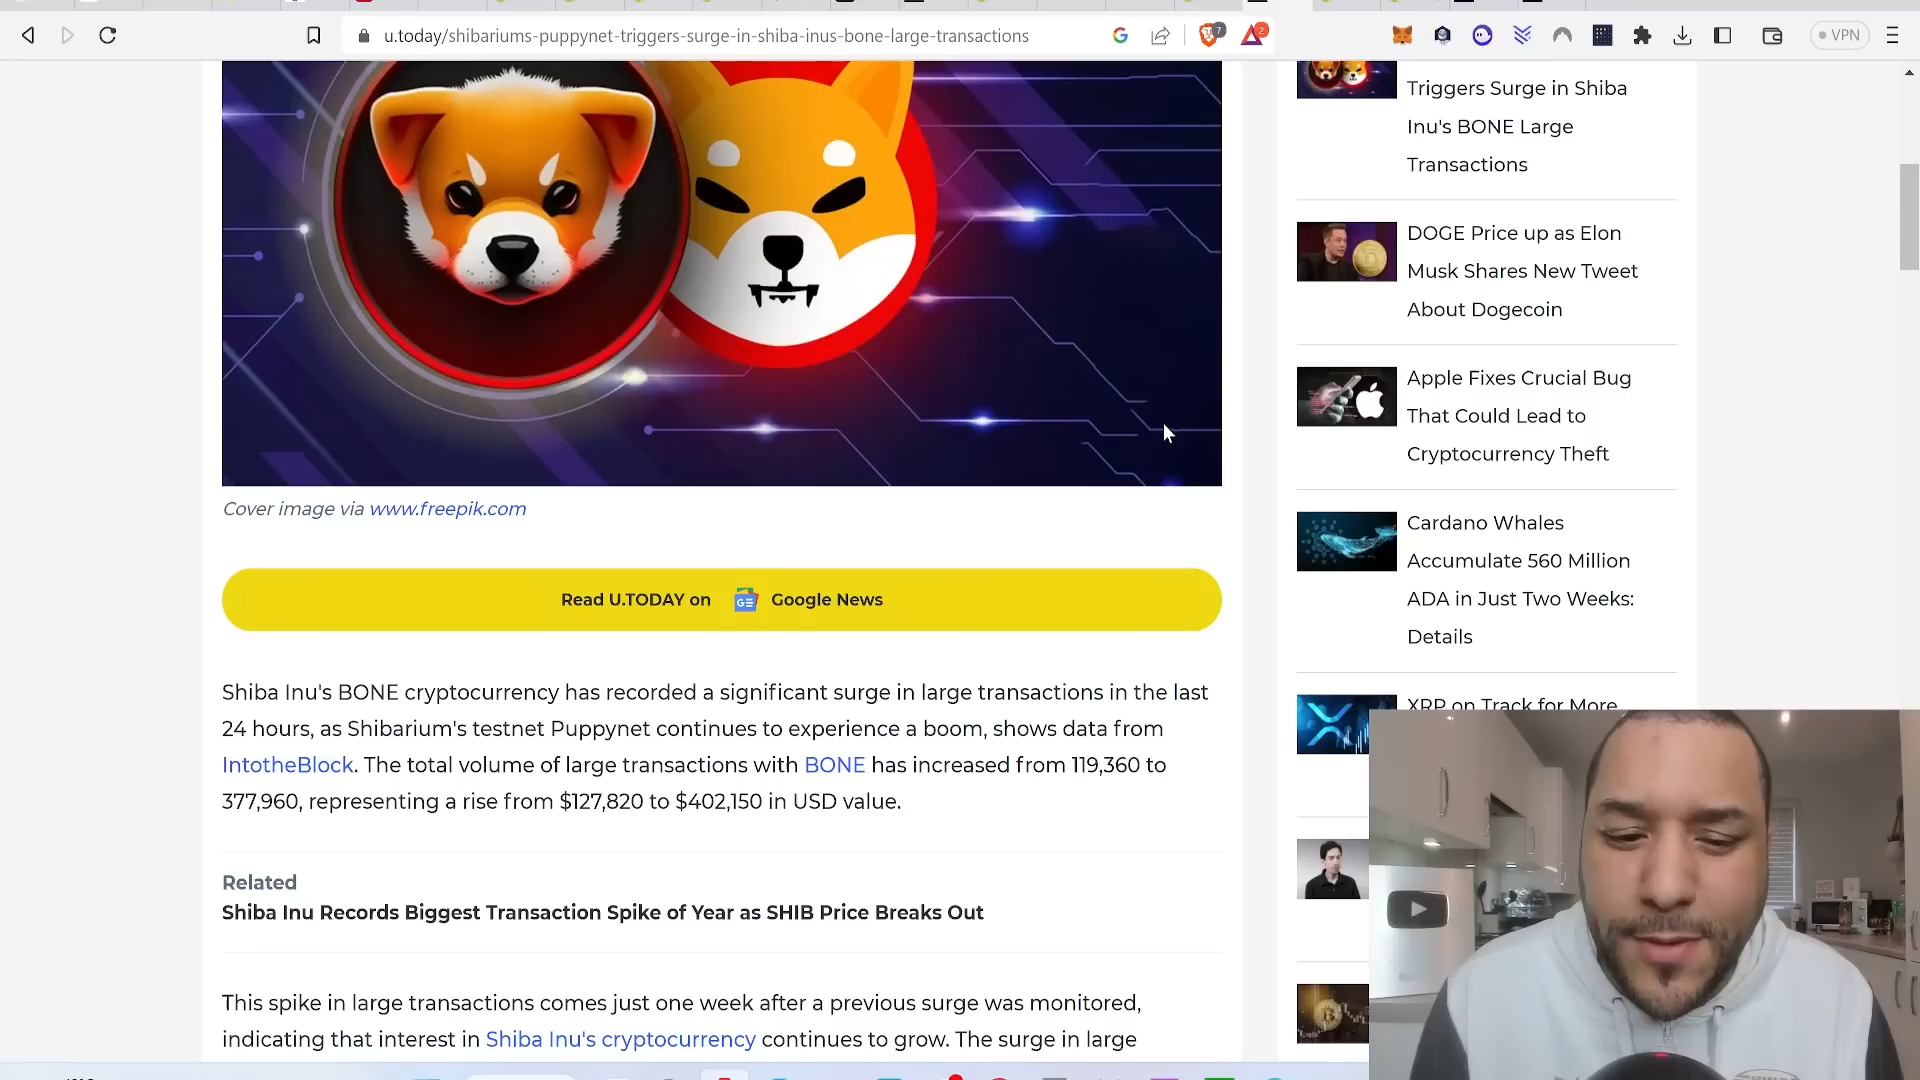 u.today/shibariums-puppynet-triggers-surge-in-shiba-inus-bone-large-transactions
7
2
VPN
Cover image via www.freepik.com
Read U.TODAY on GE Google News
Shiba Inu's BONE cryptocurrency has recorded a significant surge in large transactions in the last
24 hours, as Shibarium's testnet Puppynet continues to experience a boom, shows data from
IntotheBlock. The total volume of large transactions with BONE has increased from 119,360 to
377,960, representing a rise from $127,820 to $402,150 in USD value.
Related
Shiba Inu Records Biggest Transaction Spike of Year as SHIB Price Breaks Out
This spike in large transactions comes just one week after a previous surge was monitored,
indicating that interest in Shiba Inu's cryptocurrency continues to grow. The surge in large
Triggers Surge in Shiba
Inu's BONE Large
Transactions
DOGE Price up as Elon
Musk Shares New Tweet
About Dogecoin
Apple Fixes Crucial Bug
That Could Lead to
Cryptocurrency Theft
Cardano Whales
Accumulate 560 Million
ADA in Just Two Weeks:
Details
XRP on Track for More